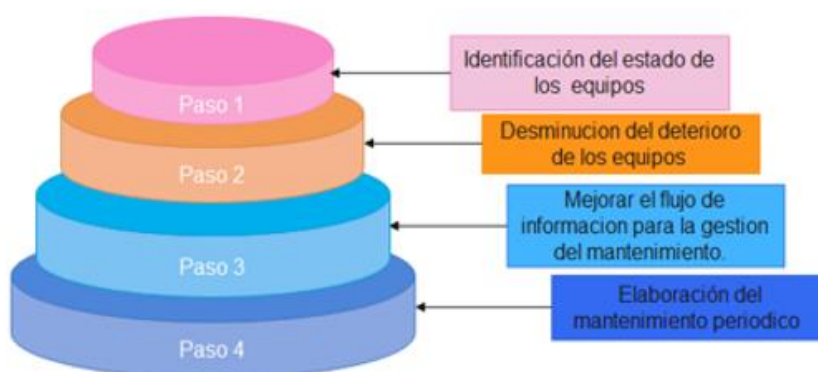 Paso 1
Identificación del estado de
los equipos
Paso 2
Desminucion del deterioro
de los equipos
Paso 3
Mejorar el flujo de
informacion para la gestion
del mantenimiento.
Paso 4
Elaboración del
mantenimiento periodico